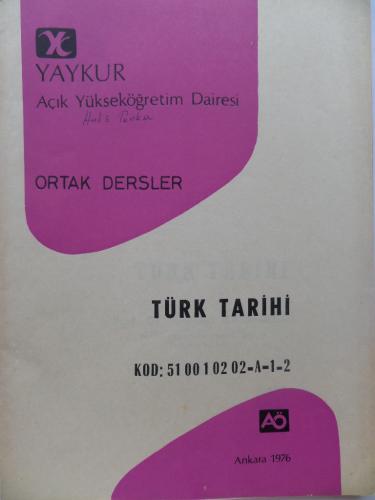 YAYKUR
Açık Yükseköğretim Dairesi
ORTAK DERSLER
TÜRK TARİHİ
KOD: 51 00 1 02 02-A-1-2
AÖ
Ankara 1976